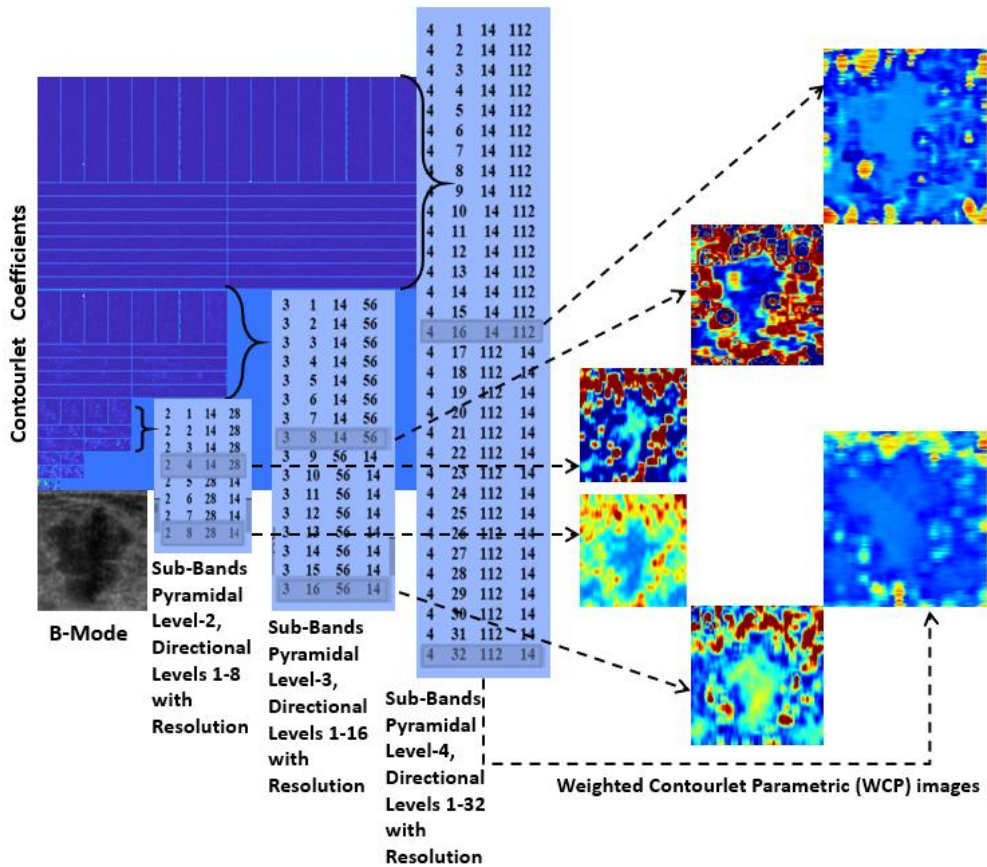 Contourlet Coefficients
4 1 14 112
4 2 14 112
4 3 14 112
4 4 14 112
4 5 14 112
4 6 14 112
4 7 14 112
4 8 14 112
4 9 14 112
4 10 14 112
4 11 14 112
4 12 14 112
4 13 14 112
4 14 14 112
4 15 14 112
4 16 14 112
4 17 112 14
4 18 112 14
4 19 112 14
4 20 112 14
4 21 112 14
4 22 112 14
4 23 112 14
4 24 112 14
4 25 112 14
4 26 112 14
4 27 112 14
4 28 112 14
4 29 112 14
4 30 112 14
4 31 112 14
4 32 112 14
3 1 14 56
3 2 14 56
3 3 14 56
3 4 14 56
3 5 14 56
3 6 14 56
3 7 14 56
3 8 14 56
3 9 56 14
3 10 56 14
3 11 56 14
3 12 56 14
3 13 56 14
3 14 56 14
3 15 56 14
3 16 56 14
2 1 14 28
2 2 14 28
2 3 14 28
2 4 14 28
2 5 28 14
2 6 28 14
2 7 28 14
2 8 28 14
B-Mode
Sub-Bands
Pyramidal
Level-2,
Directional
Levels 1-8
with
Resolution
Sub-Bands
Pyramidal
Level-3,
Directional
Levels 1-16
with
Resolution
Sub-Bands
Pyramidal
Level-4,
Directional
Levels 1-32
with
Resolution
Weighted Contourlet Parametric (WCP) images